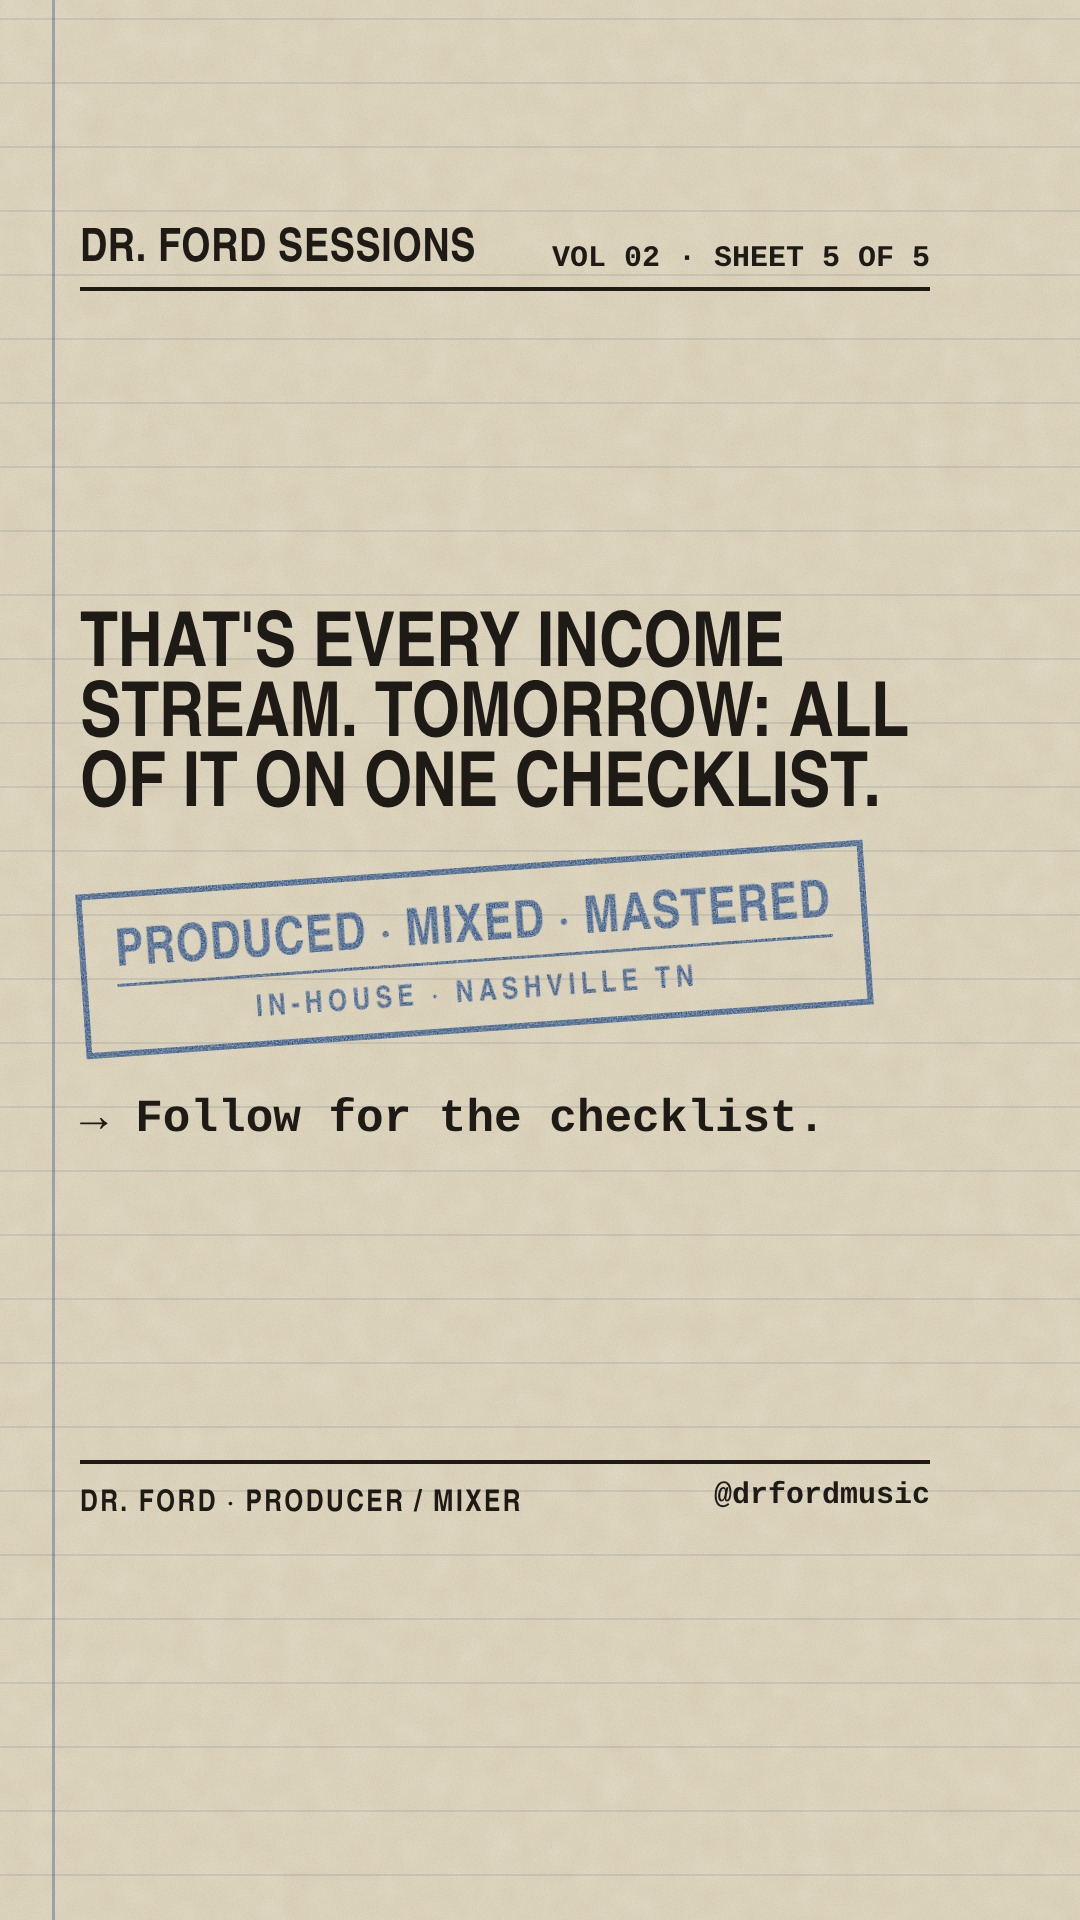 DR. FORD SESSIONS
VOL 02 · SHEET 5 OF 5
THAT'S EVERY INCOME
STREAM. TOMORROW: ALL
OF IT ON ONE CHECKLIST.
PRODUCED · MIXED · MASTERED
IN-HOUSE · NASHVILLE TN
→ Follow for the checklist.
DR. FORD · PRODUCER / MIXER
@drfordmusic